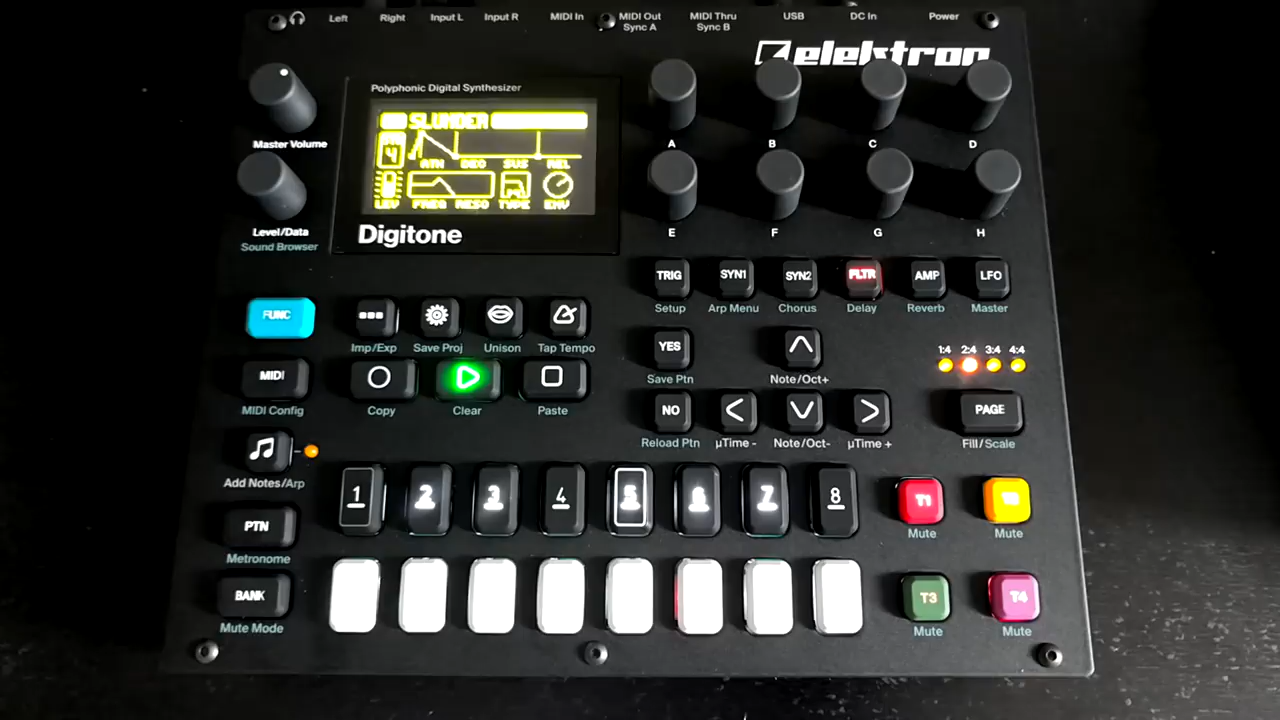 Left Right Input L Input R MIDI In MIDI Out MIDI Thru USB DC In Power
Sync A Sync B
elektron
Polyphonic Digital Synthesizer
SLUNDER
4
ATK DEC SUS REL
LEV FREQ RESO TYPE ENV
Digitone
Master Volume
Level/Data
Sound Browser
A B C D
E F G H
TRIG SYN1 SYN2 FLTR AMP LFO
Setup Arp Menu Chorus Delay Reverb Master
FUNC
Imp/Exp Save Proj Unison Tap Tempo
YES
Save Ptn Note/Oct+
1:4 2:4 3:4 4:4
MIDI
MIDI Config Copy Clear Paste
NO PAGE
Reload Ptn µTime - Note/Oct- µTime + Fill/Scale
Add Notes/Arp
1 2 3 4 5 6 7 8
T1 T2
Mute Mute
PTN
Metronome
BANK
Mute Mode
T3 T4
Mute Mute